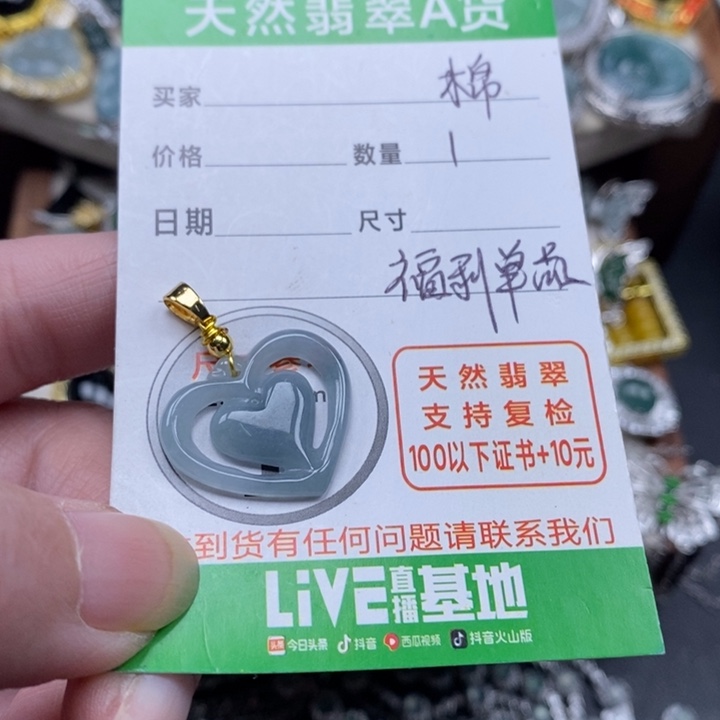 天然翡翠A货
买家 木棉
价格 数量 1
日期 尺寸
福利单品
天然翡翠
支持复检
100以下证书+10元
到货有任何问题请联系我们
LiVE直播基地
头条 今日头条 抖音 西瓜视频 抖音火山版